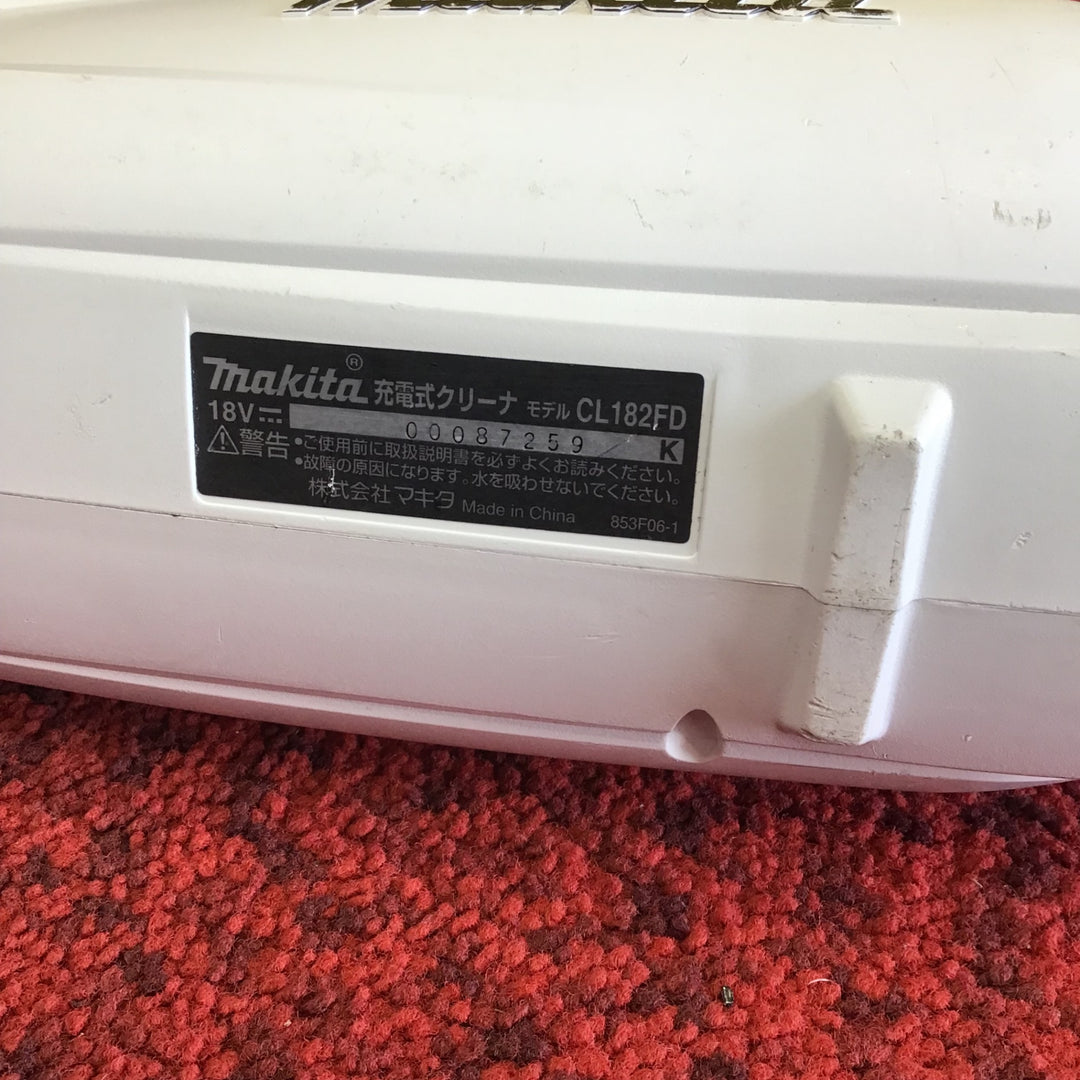 makita® 充電式クリーナ モデル CL182FD
18V 00087259 K
警告 •ご使用前に取扱説明書を必ずよくお読みください。
•故障の原因になります。水を吸わせないでください。
株式会社 マキタ Made in China 853F06-1